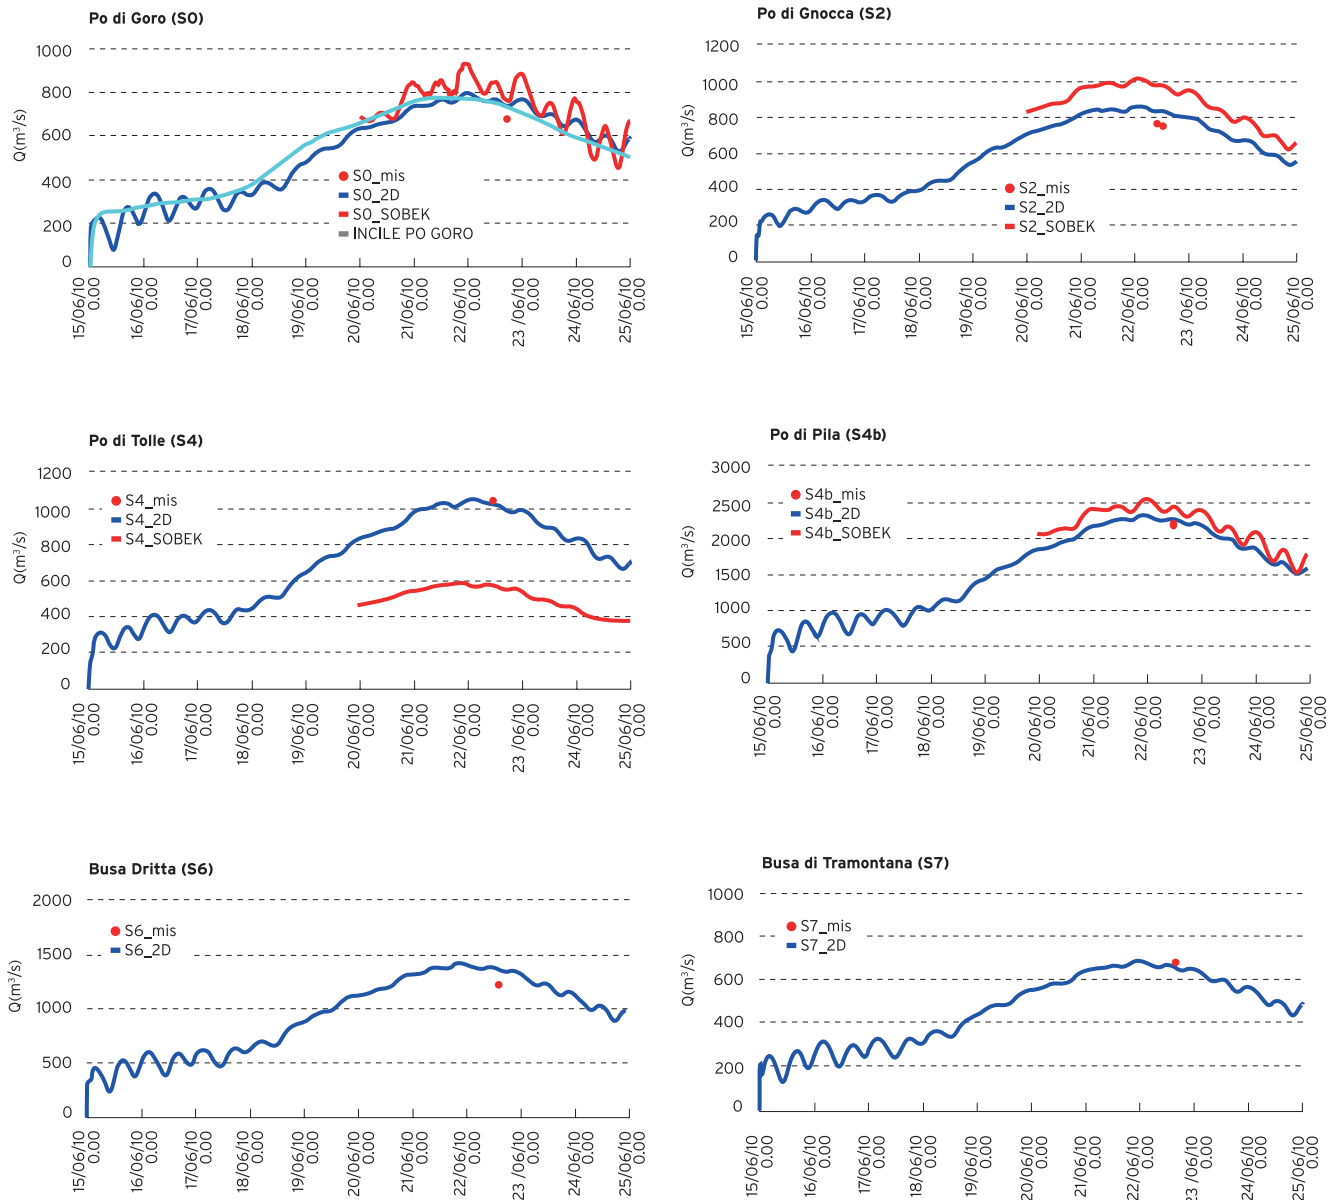 Po di Goro (S0)
Q(m³/s)
1000
800
600
400
200
0
S0_mis
S0_2D
S0_SOBEK
INCILE PO GORO
15/06/10 0.00
16/06/10 0.00
17/06/10 0.00
18/06/10 0.00
19/06/10 0.00
20/06/10 0.00
21/06/10 0.00
22/06/10 0.00
23 /06/10 0.00
24/06/10 0.00
25/06/10 0.00
Po di Gnocca (S2)
Q(m³/s)
1200
1000
800
600
400
200
0
S2_mis
S2_2D
S2_SOBEK
15/06/10 0.00
16/06/10 0.00
17/06/10 0.00
18/06/10 0.00
19/06/10 0.00
20/06/10 0.00
21/06/10 0.00
22/06/10 0.00
23 /06/10 0.00
24/06/10 0.00
25/06/10 0.00
Po di Tolle (S4)
Q(m³/s)
1200
1000
800
600
400
200
0
S4_mis
S4_2D
S4_SOBEK
15/06/10 0.00
16/06/10 0.00
17/06/10 0.00
18/06/10 0.00
19/06/10 0.00
20/06/10 0.00
21/06/10 0.00
22/06/10 0.00
23 /06/10 0.00
24/06/10 0.00
25/06/10 0.00
Po di Pila (S4b)
Q(m³/s)
3000
2500
2000
1500
1000
500
0
S4b_mis
S4b_2D
S4b_SOBEK
15/06/10 0.00
16/06/10 0.00
17/06/10 0.00
18/06/10 0.00
19/06/10 0.00
20/06/10 0.00
21/06/10 0.00
22/06/10 0.00
23 /06/10 0.00
24/06/10 0.00
25/06/10 0.00
Busa Dritta (S6)
Q(m³/s)
2000
1500
1000
500
0
S6_mis
S6_2D
15/06/10 0.00
16/06/10 0.00
17/06/10 0.00
18/06/10 0.00
19/06/10 0.00
20/06/10 0.00
21/06/10 0.00
22/06/10 0.00
23 /06/10 0.00
24/06/10 0.00
25/06/10 0.00
Busa di Tramontana (S7)
Q(m³/s)
1000
800
600
400
200
0
S7_mis
S7_2D
15/06/10 0.00
16/06/10 0.00
17/06/10 0.00
18/06/10 0.00
19/06/10 0.00
20/06/10 0.00
21/06/10 0.00
22/06/10 0.00
23 /06/10 0.00
24/06/10 0.00
25/06/10 0.00